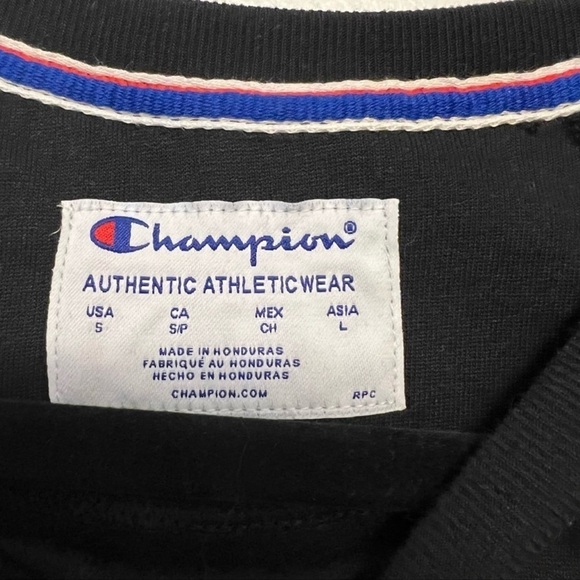 Champion®
AUTHENTIC ATHLETICWEAR
USA CA MEX ASIA
S S/P CH L
MADE IN HONDURAS
FABRIQUÉ AU HONDURAS
HECHO EN HONDURAS
CHAMPION.COM RPC